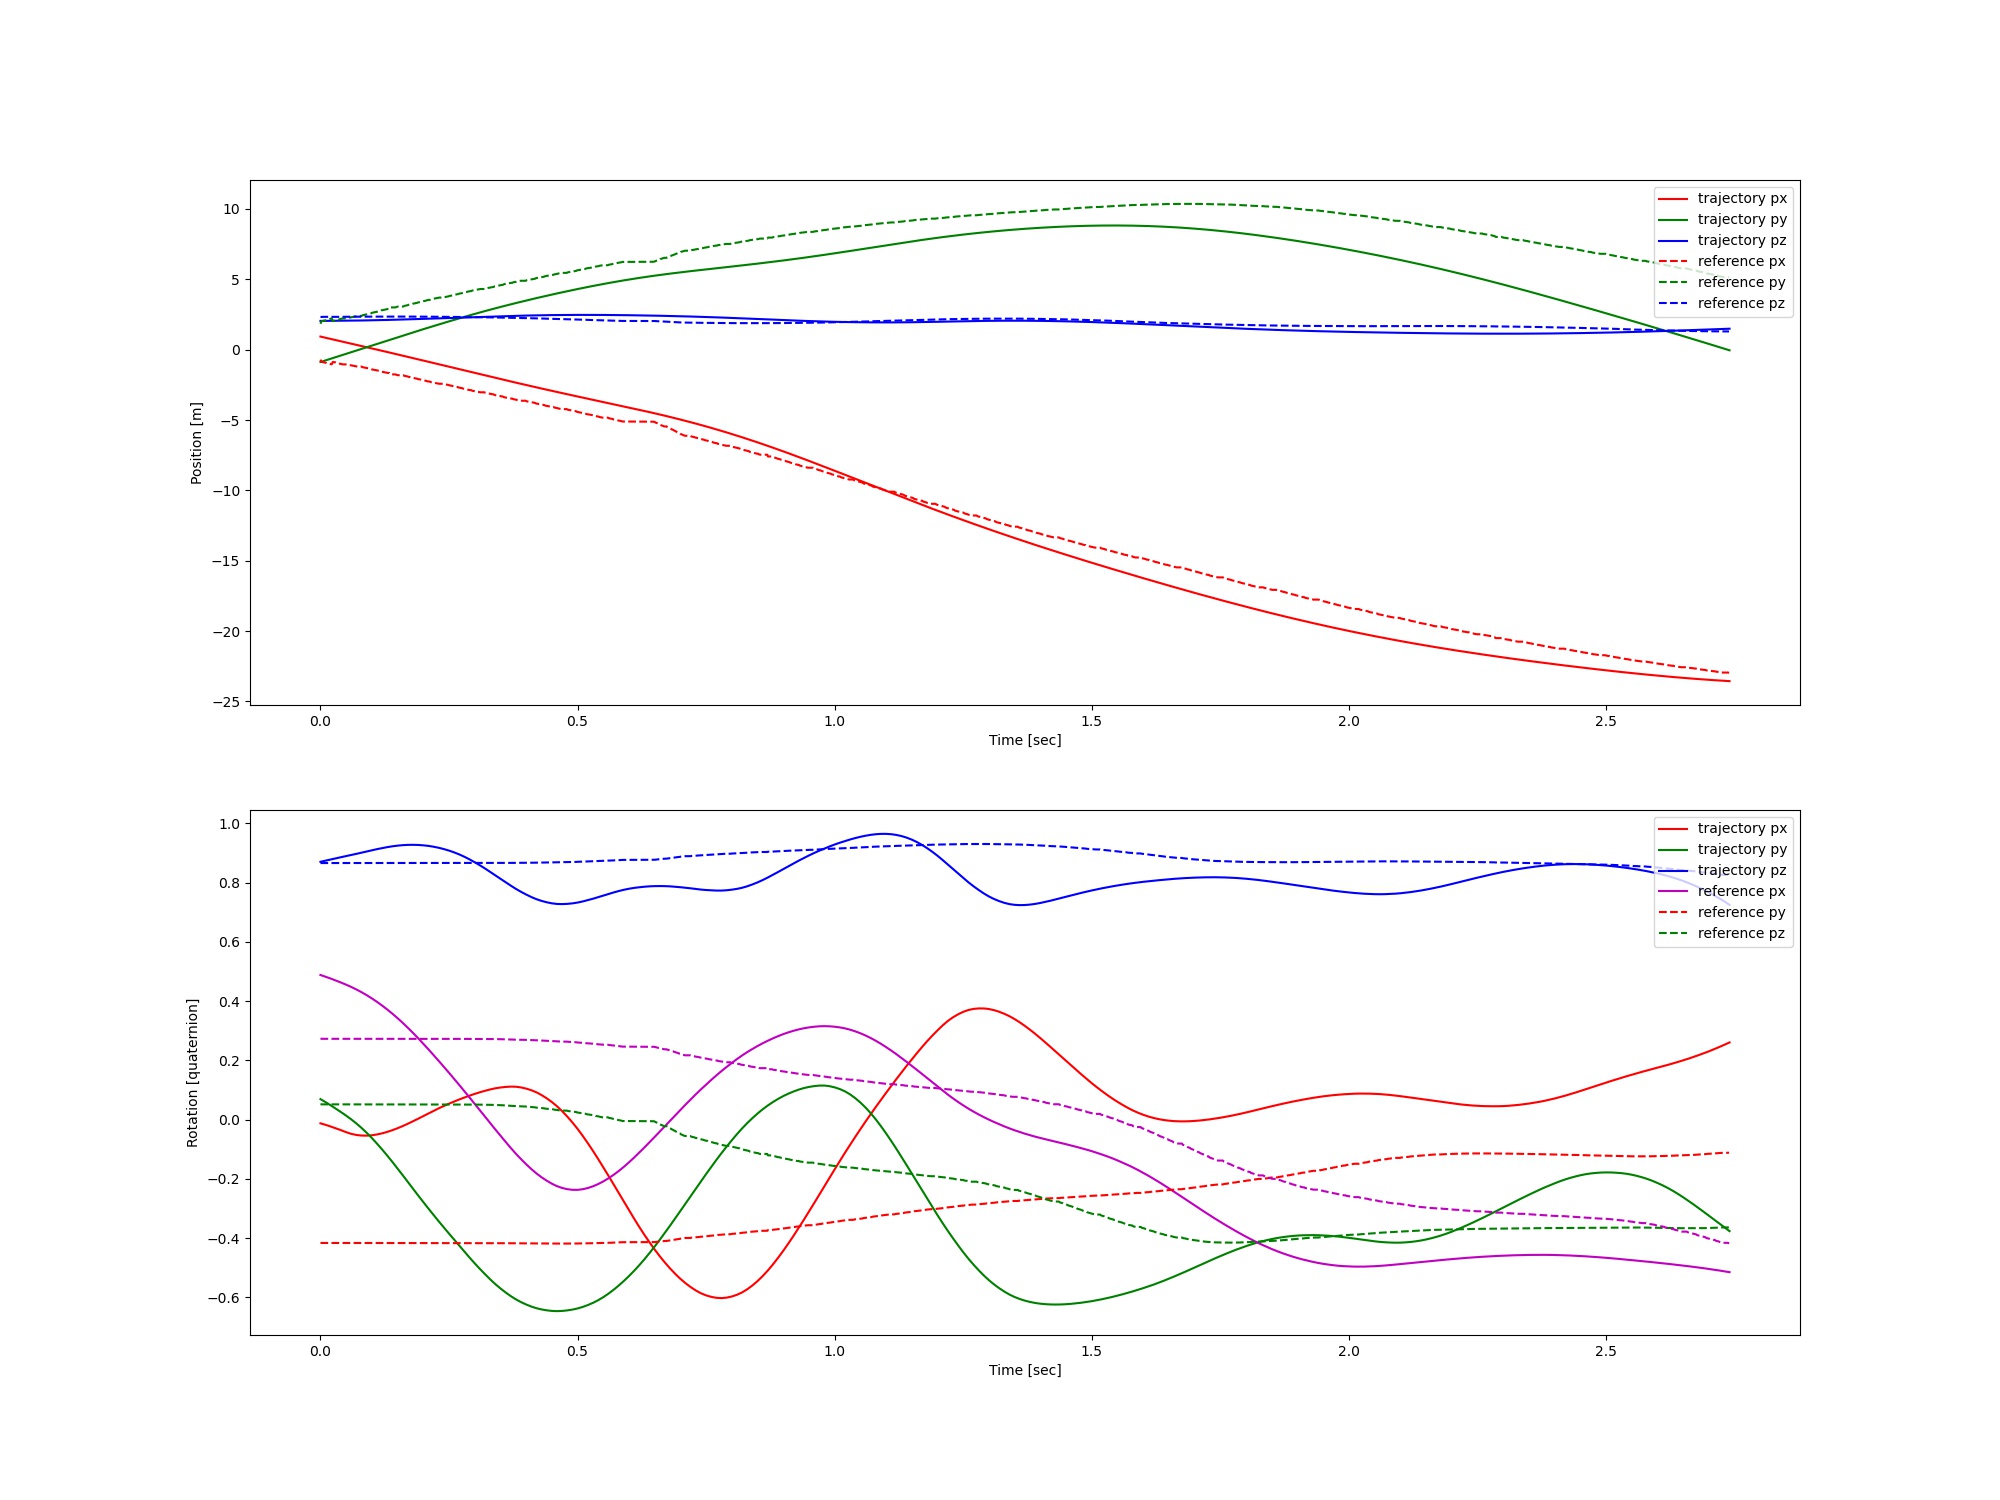 10
5
0
−5
−10
−15
−20
−25
Position [m]
trajectory px
trajectory py
trajectory pz
reference px
reference py
reference pz
0.0 0.5 1.0 1.5 2.0 2.5
Time [sec]
1.0
0.8
0.6
0.4
0.2
0.0
−0.2
−0.4
−0.6
Rotation [quaternion]
trajectory px
trajectory py
trajectory pz
reference px
reference py
reference pz
0.0 0.5 1.0 1.5 2.0 2.5
Time [sec]